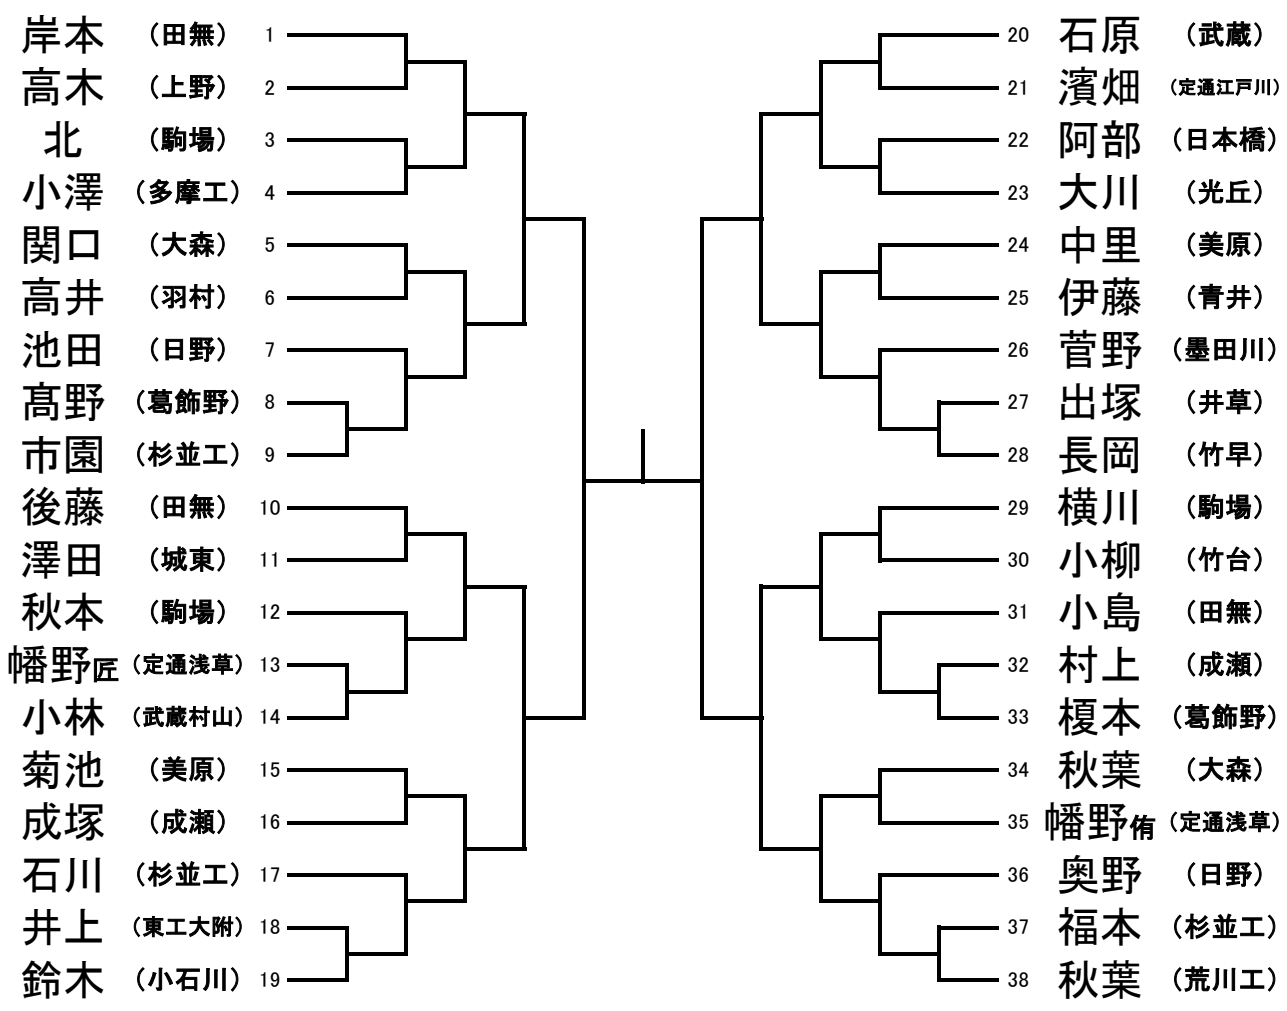 岸本 （田無） 1
高木 （上野） 2
北 （駒場） 3
小澤 （多摩工） 4
関口 （大森） 5
高井 （羽村） 6
池田 （日野） 7
髙野 （葛飾野） 8
市園 （杉並工） 9
後藤 （田無） 10
澤田 （城東） 11
秋本 （駒場） 12
幡野匠 （定通浅草） 13
小林 （武蔵村山） 14
菊池 （美原） 15
成塚 （成瀬） 16
石川 （杉並工） 17
井上 （東工大附） 18
鈴木 （小石川） 19
20 石原 （武蔵）
21 濱畑 （定通江戸川）
22 阿部 （日本橋）
23 大川 （光丘）
24 中里 （美原）
25 伊藤 （青井）
26 菅野 （墨田川）
27 出塚 （井草）
28 長岡 （竹早）
29 横川 （駒場）
30 小柳 （竹台）
31 小島 （田無）
32 村上 （成瀬）
33 榎本 （葛飾野）
34 秋葉 （大森）
35 幡野侑 （定通浅草）
36 奥野 （日野）
37 福本 （杉並工）
38 秋葉 （荒川工）